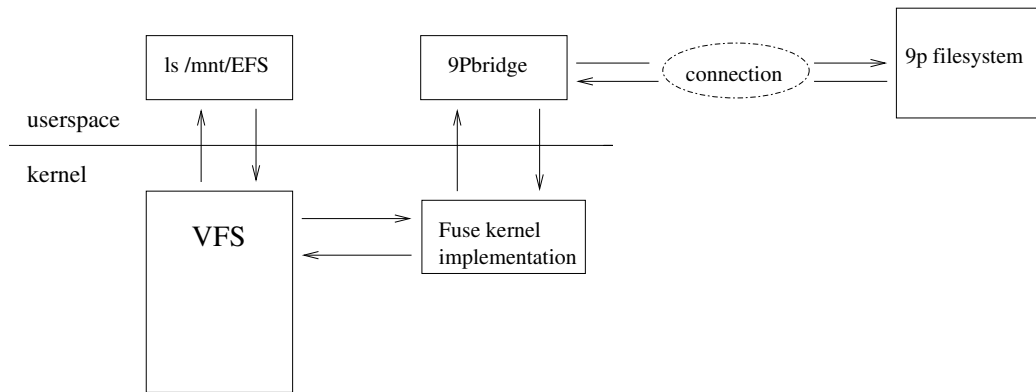 ls /mnt/EFS
9Pbridge
connection
9p filesystem
userspace
kernel
VFS
Fuse kernel
implementation